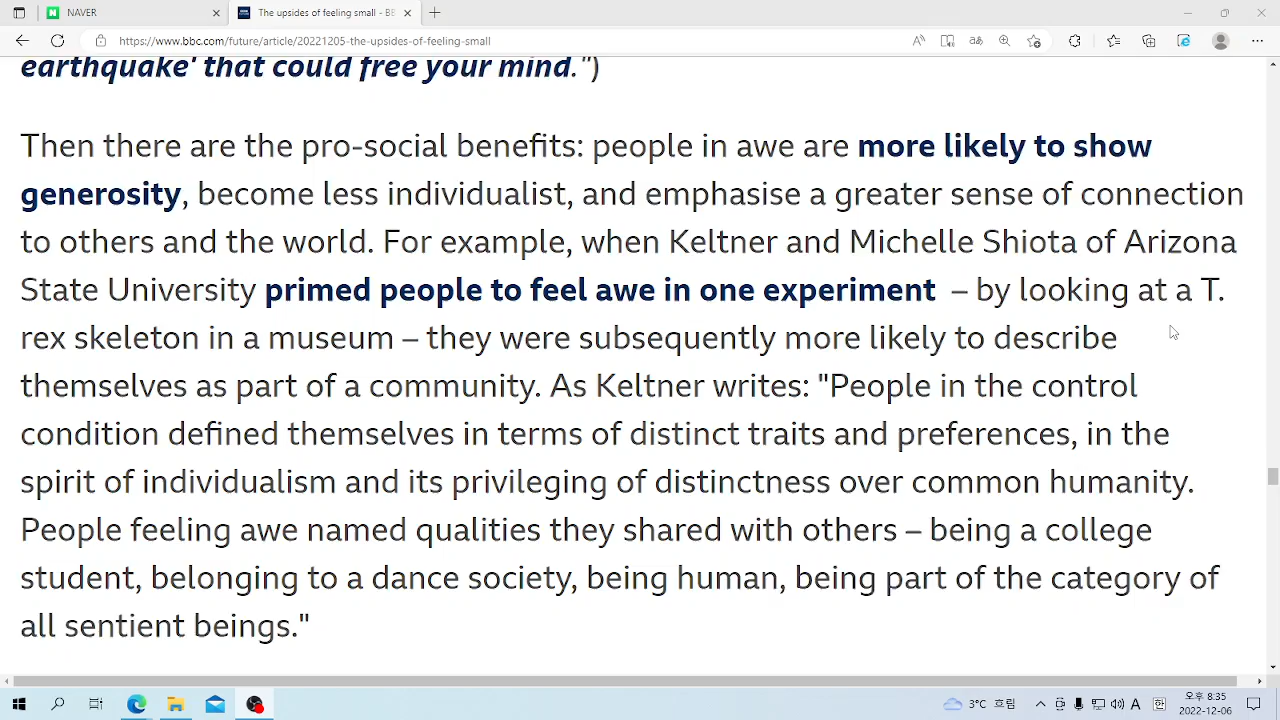 NAVER
The upsides of feeling small - BB
https://www.bbc.com/future/article/20221205-the-upsides-of-feeling-small
earthquake' that could free your mind.")
Then there are the pro-social benefits: people in awe are more likely to show
generosity, become less individualist, and emphasise a greater sense of connection
to others and the world. For example, when Keltner and Michelle Shiota of Arizona
State University primed people to feel awe in one experiment – by looking at a T.
rex skeleton in a museum – they were subsequently more likely to describe
themselves as part of a community. As Keltner writes: "People in the control
condition defined themselves in terms of distinct traits and preferences, in the
spirit of individualism and its privileging of distinctness over common humanity.
People feeling awe named qualities they shared with others – being a college
student, belonging to a dance society, being human, being part of the category of
all sentient beings."
3°C 흐림
A
오후 8:35
2022-12-06